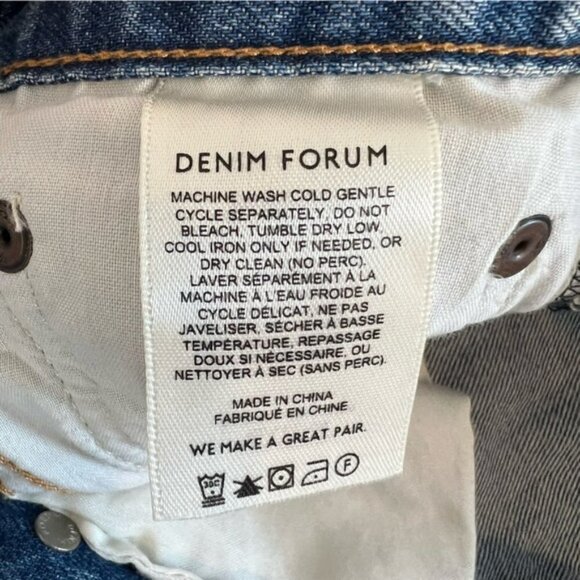 DENIM FORUM
MACHINE WASH COLD GENTLE
CYCLE SEPARATELY, DO NOT
BLEACH, TUMBLE DRY LOW,
COOL IRON ONLY IF NEEDED, OR
DRY CLEAN (NO PERC).
LAVER SÉPARÉMENT À LA
MACHINE À L'EAU FROIDE AU
CYCLE DÉLICAT, NE PAS
JAVELISER, SÉCHER À BASSE
TEMPÉRATURE, REPASSAGE
DOUX SI NÉCESSAIRE, OU
NETTOYER À SEC (SANS PERC).
MADE IN CHINA
FABRIQUÉ EN CHINE
WE MAKE A GREAT PAIR.
30C F